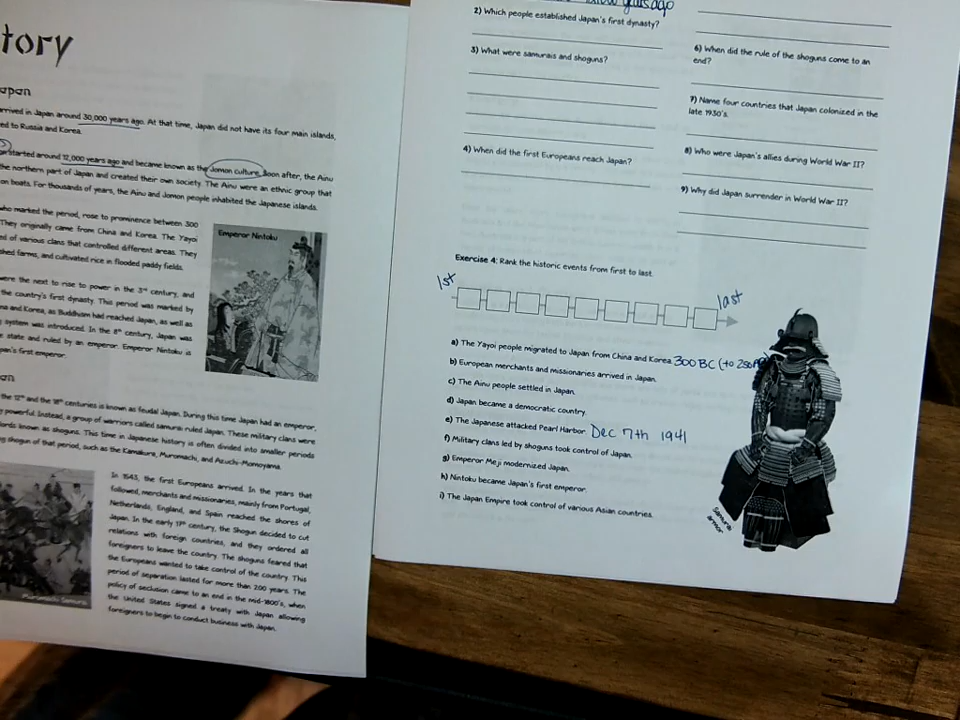 tory
apan
arrived in Japan around 30,000 years ago. At that time, Japan did not have its four main islands,
ed to Russia and Korea.
started around 12,000 years ago and became known as the Jomon culture. Soon after, the Ainu
the northern part of Japan and created their own society. The Ainu were an ethnic group that
on boats. For thousands of years, the Ainu and Jomon people inhabited the Japanese islands.
who marked the period, rose to prominence between 300
They originally came from China and Korea. The Yayoi
ed of various clans that controlled different areas. They
shed farms, and cultivated rice in flooded paddy fields.
were the next to rise to power in the 3rd century, and
the country's first dynasty. This period was marked by
na and Korea, as Buddhism had reached Japan, as well as
system was introduced. In the 8th century, Japan was
e state and ruled by an emperor. Emperor Nintoku is
pan's first emperor.
Emperor Nintoku
an
the 12th and the 18th centuries is known as feudal Japan. During this time Japan had an emperor,
y powerful. Instead, a group of warriors called samurai ruled Japan. These military clans were
lords known as shoguns. This time in Japanese history is often divided into smaller periods
g shogun of that period, such as the Kamakura, Muromachi, and Azuchi-Momoyama.
In 1543, the first Europeans arrived. In the years that
followed, merchants and missionaries, mainly from Portugal,
Netherlands, England, and Spain reached the shores of
Japan. In the early 17th century, the Shogun decided to cut
relations with foreign countries, and they ordered all
foreigners to leave the country. The shoguns feared that
the Europeans wanted to take control of the country. This
period of separation lasted for more than 200 years. The
policy of seclusion came to an end in the mid-1800's, when
the United States signed a treaty with Japan allowing
foreigners to begin to conduct business with Japan.
years ago
2) Which people established Japan's first dynasty?
3) What were samurais and shoguns?
4) When did the first Europeans reach Japan?
6) When did the rule of the shoguns come to an
end?
7) Name four countries that Japan colonized in the
late 1930's.
8) Who were Japan's allies during World War II?
9) Why did Japan surrender in World War II?
Exercise 4: Rank the historic events from first to last.
1st
last
a) The Yayoi people migrated to Japan from China and Korea. 300 BC (to 250 AD)
b) European merchants and missionaries arrived in Japan.
c) The Ainu people settled in Japan.
d) Japan became a democratic country.
e) The Japanese attacked Pearl Harbor. Dec 7th 1941
f) Military clans led by shoguns took control of Japan.
g) Emperor Meji modernized Japan.
h) Nintoku became Japan's first emperor.
i) The Japan Empire took control of various Asian countries.
Samurai
armor